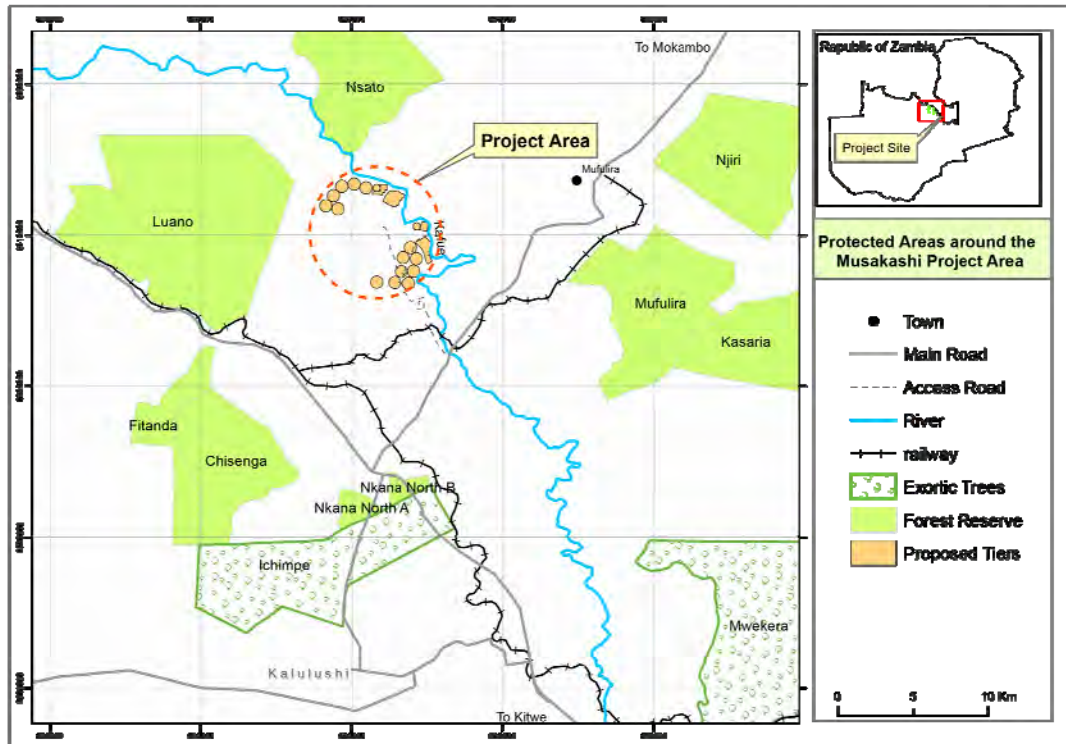 To Mokambo
Nsato
Project Area
Mufulira
Njiri
Luano
Kafue
Mufulira
Kasaria
Fitanda
Chisenga
Nkana North B
Nkana North A
Ichimpe
Mwekera
Kalulushi
To Kitwe
Republic of Zambia
Project Site
Protected Areas around the
Musakashi Project Area
Town
Main Road
Access Road
River
railway
Exortic Trees
Forest Reserve
Proposed Tiers
0 5 10 Km